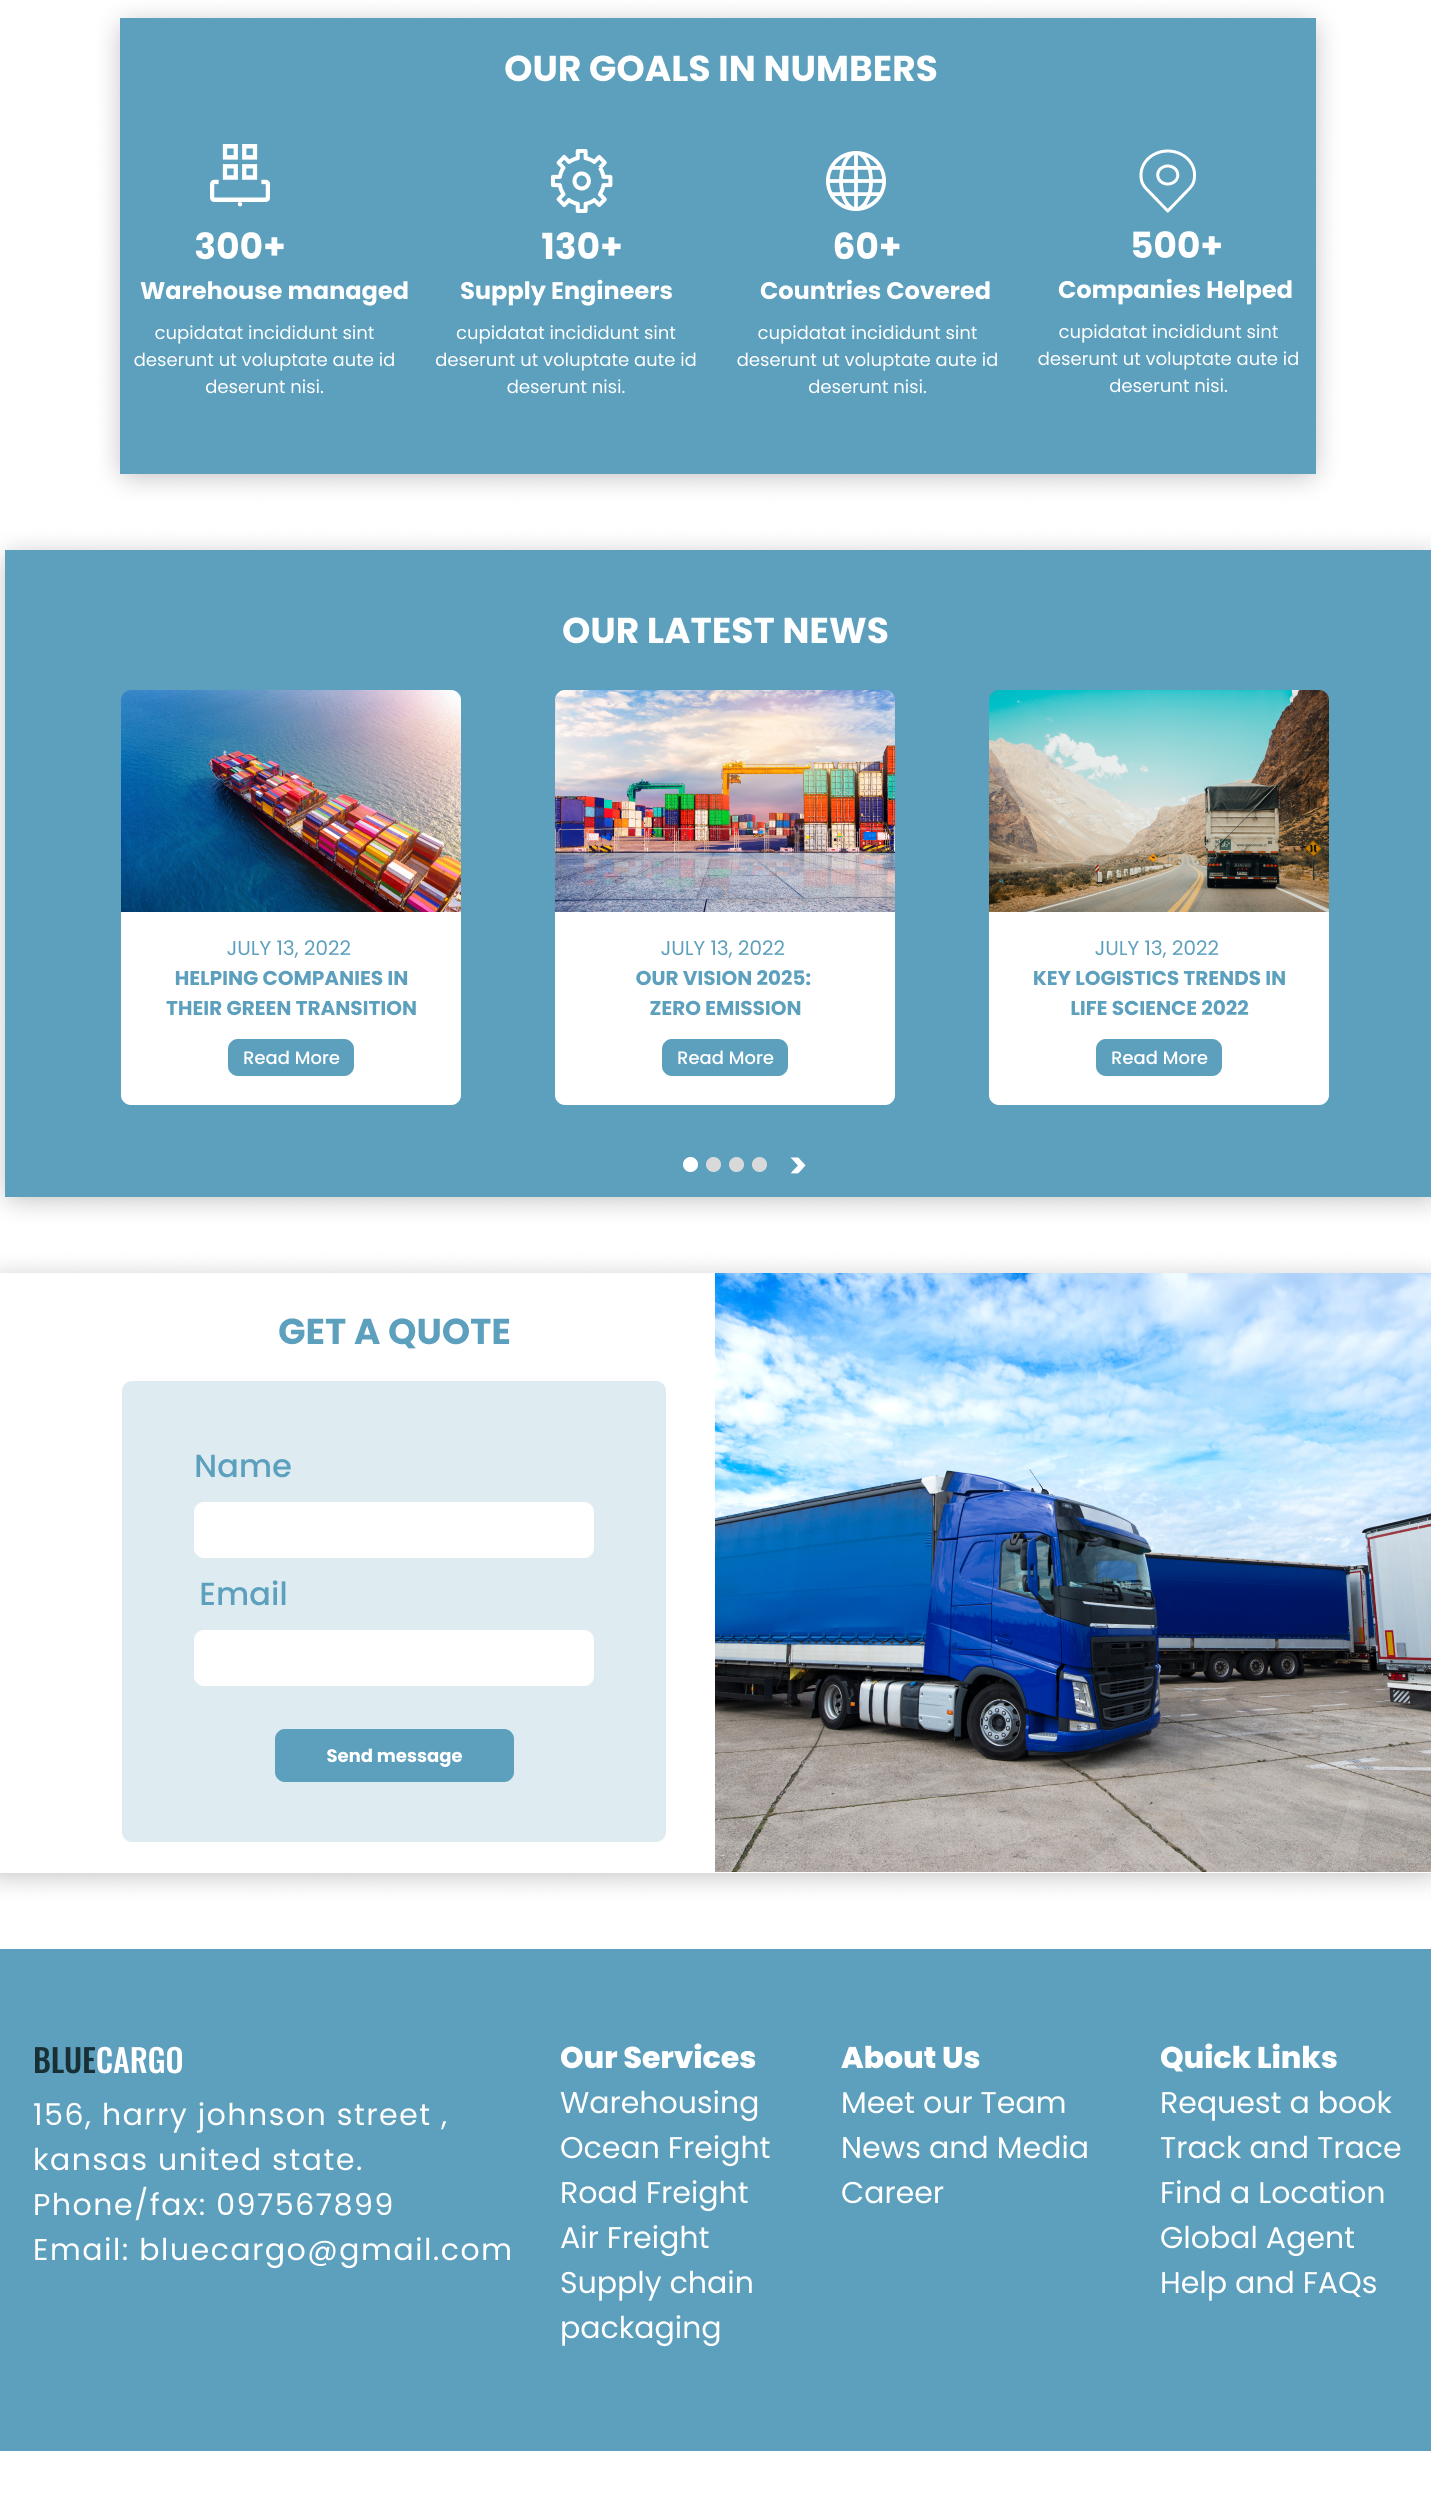 OUR GOALS IN NUMBERS
300+
Warehouse managed
cupidatat incididunt sint
deserunt ut voluptate aute id
deserunt nisi.
130+
Supply Engineers
cupidatat incididunt sint
deserunt ut voluptate aute id
deserunt nisi.
60+
Countries Covered
cupidatat incididunt sint
deserunt ut voluptate aute id
deserunt nisi.
500+
Companies Helped
cupidatat incididunt sint
deserunt ut voluptate aute id
deserunt nisi.
OUR LATEST NEWS
JULY 13, 2022
HELPING COMPANIES IN
THEIR GREEN TRANSITION
Read More
JULY 13, 2022
OUR VISION 2025:
ZERO EMISSION
Read More
JULY 13, 2022
KEY LOGISTICS TRENDS IN
LIFE SCIENCE 2022
Read More
GET A QUOTE
Name
Email
Send message
BLUECARGO
156, harry johnson street ,
kansas united state.
Phone/fax: 097567899
Email: bluecargo@gmail.com
Our Services
Warehousing
Ocean Freight
Road Freight
Air Freight
Supply chain
packaging
About Us
Meet our Team
News and Media
Career
Quick Links
Request a book
Track and Trace
Find a Location
Global Agent
Help and FAQs